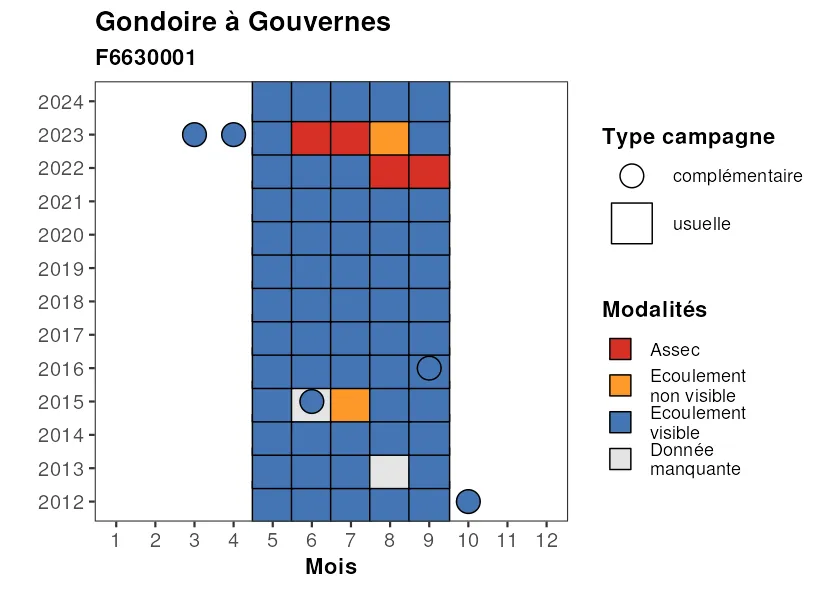 Gondoire à Gouvernes
F6630001
2024
2023
2022
2021
2020
2019
2018
2017
2016
2015
2014
2013
2012
1 2 3 4 5 6 7 8 9 10 11 12
Mois
Type campagne
complémentaire
usuelle
Modalités
Assec
Ecoulement
non visible
Ecoulement
visible
Donnée
manquante